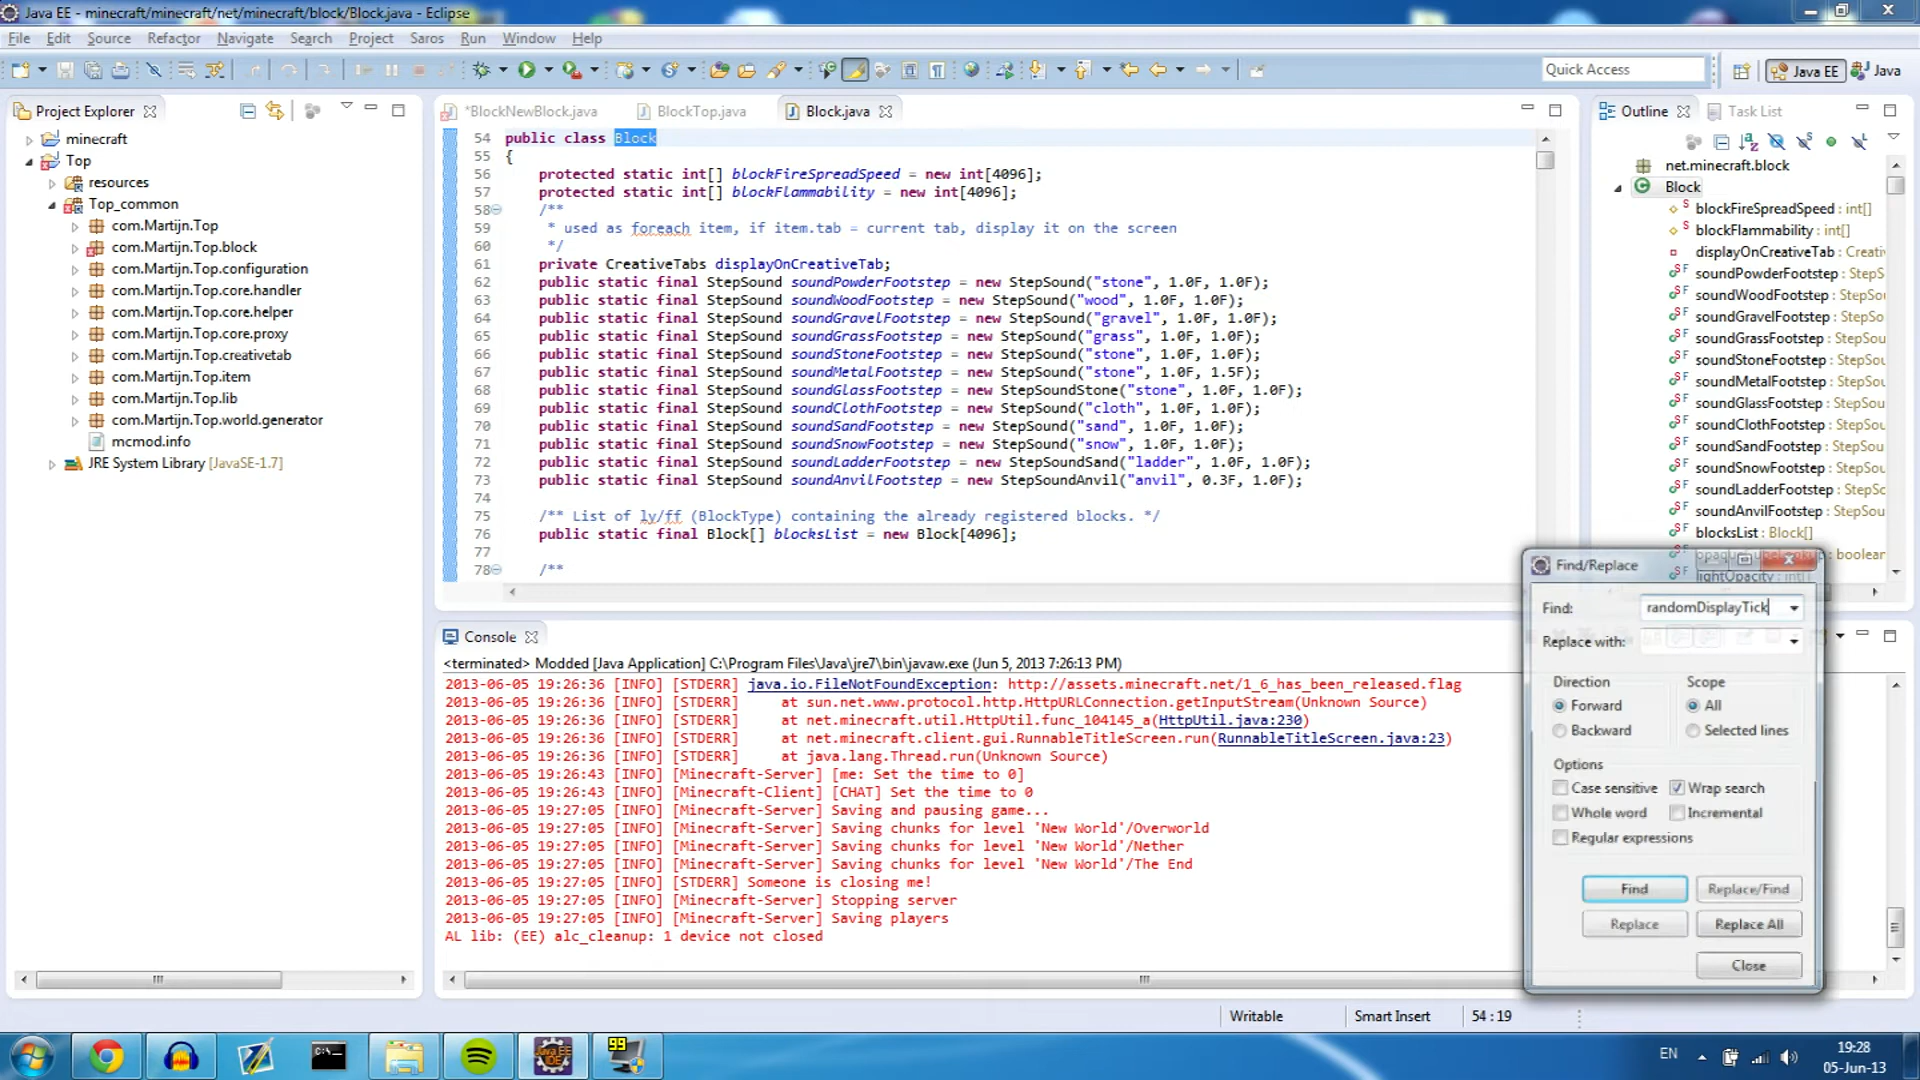 Java EE - minecraft/minecraft/net/minecraft/block/Block.java - Eclipse
File Edit Source Refactor Navigate Search Project Saros Run Window Help
Quick Access
Java EE
Java
Project Explorer
minecraft
Top
resources
Top_common
com.Martijn.Top
com.Martijn.Top.block
com.Martijn.Top.configuration
com.Martijn.Top.core.handler
com.Martijn.Top.core.helper
com.Martijn.Top.core.proxy
com.Martijn.Top.creativetab
com.Martijn.Top.item
com.Martijn.Top.lib
com.Martijn.Top.world.generator
mcmod.info
JRE System Library [JavaSE-1.7]
*BlockNewBlock.java BlockTop.java Block.java
54 public class Block
55 {
56 protected static int[] blockFireSpreadSpeed = new int[4096];
57 protected static int[] blockFlammability = new int[4096];
58 /**
59 * used as foreach item, if item.tab = current tab, display it on the screen
60 */
61 private CreativeTabs displayOnCreativeTab;
62 public static final StepSound soundPowderFootstep = new StepSound("stone", 1.0F, 1.0F);
63 public static final StepSound soundWoodFootstep = new StepSound("wood", 1.0F, 1.0F);
64 public static final StepSound soundGravelFootstep = new StepSound("gravel", 1.0F, 1.0F);
65 public static final StepSound soundGrassFootstep = new StepSound("grass", 1.0F, 1.0F);
66 public static final StepSound soundStoneFootstep = new StepSound("stone", 1.0F, 1.0F);
67 public static final StepSound soundMetalFootstep = new StepSound("stone", 1.0F, 1.5F);
68 public static final StepSound soundGlassFootstep = new StepSoundStone("stone", 1.0F, 1.0F);
69 public static final StepSound soundClothFootstep = new StepSound("cloth", 1.0F, 1.0F);
70 public static final StepSound soundSandFootstep = new StepSound("sand", 1.0F, 1.0F);
71 public static final StepSound soundSnowFootstep = new StepSound("snow", 1.0F, 1.0F);
72 public static final StepSound soundLadderFootstep = new StepSoundSand("ladder", 1.0F, 1.0F);
73 public static final StepSound soundAnvilFootstep = new StepSoundAnvil("anvil", 0.3F, 1.0F);
74
75 /** List of ly/ff (BlockType) containing the already registered blocks. */
76 public static final Block[] blocksList = new Block[4096];
77
78 /**
Outline Task List
net.minecraft.block
Block
S blockFireSpreadSpeed : int[]
S blockFlammability : int[]
displayOnCreativeTab : Creativ
SF soundPowderFootstep : StepS
SF soundWoodFootstep : StepSou
SF soundGravelFootstep : StepSo
SF soundGrassFootstep : StepSo
SF soundStoneFootstep : StepSo
SF soundMetalFootstep : StepSo
SF soundGlassFootstep : StepSou
SF soundClothFootstep : StepSo
SF soundSandFootstep : StepSou
SF soundSnowFootstep : StepSou
SF soundLadderFootstep : StepSo
SF soundAnvilFootstep : StepSo
SF blocksList : Block[]
boolean
lightOpacity : int[]
Console
<terminated> Modded [Java Application] C:\Program Files\Java\jre7\bin\javaw.exe (Jun 5, 2013 7:26:13 PM)
2013-06-05 19:26:36 [INFO] [STDERR] java.io.FileNotFoundException: http://assets.minecraft.net/1_6_has_been_released.flag
2013-06-05 19:26:36 [INFO] [STDERR] at sun.net.www.protocol.http.HttpURLConnection.getInputStream(Unknown Source)
2013-06-05 19:26:36 [INFO] [STDERR] at net.minecraft.util.HttpUtil.func_104145_a(HttpUtil.java:230)
2013-06-05 19:26:36 [INFO] [STDERR] at net.minecraft.client.gui.RunnableTitleScreen.run(RunnableTitleScreen.java:23)
2013-06-05 19:26:36 [INFO] [STDERR] at java.lang.Thread.run(Unknown Source)
2013-06-05 19:26:43 [INFO] [Minecraft-Server] [me: Set the time to 0]
2013-06-05 19:26:43 [INFO] [Minecraft-Client] [CHAT] Set the time to 0
2013-06-05 19:27:05 [INFO] [Minecraft-Server] Saving and pausing game...
2013-06-05 19:27:05 [INFO] [Minecraft-Server] Saving chunks for level 'New World'/Overworld
2013-06-05 19:27:05 [INFO] [Minecraft-Server] Saving chunks for level 'New World'/Nether
2013-06-05 19:27:05 [INFO] [Minecraft-Server] Saving chunks for level 'New World'/The End
2013-06-05 19:27:05 [INFO] [STDERR] Someone is closing me!
2013-06-05 19:27:05 [INFO] [Minecraft-Server] Stopping server
2013-06-05 19:27:05 [INFO] [Minecraft-Server] Saving players
AL lib: (EE) alc_cleanup: 1 device not closed
Find/Replace
Find: randomDisplayTick
Replace with:
Direction Scope
Forward All
Backward Selected lines
Options
Case sensitive Wrap search
Whole word Incremental
Regular expressions
Find Replace/Find
Replace Replace All
Close
Writable Smart Insert 54 : 19
C:\
Java EE IDE
99
EN
19:28
05-Jun-13